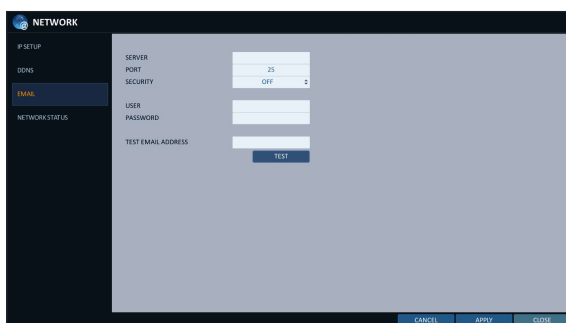 NETWORK
IP SETUP
DDNS
EMAIL
NETWORK STATUS
SERVER
PORT 25
SECURITY OFF
USER
PASSWORD
TEST EMAIL ADDRESS
TEST
CANCEL APPLY CLOSE